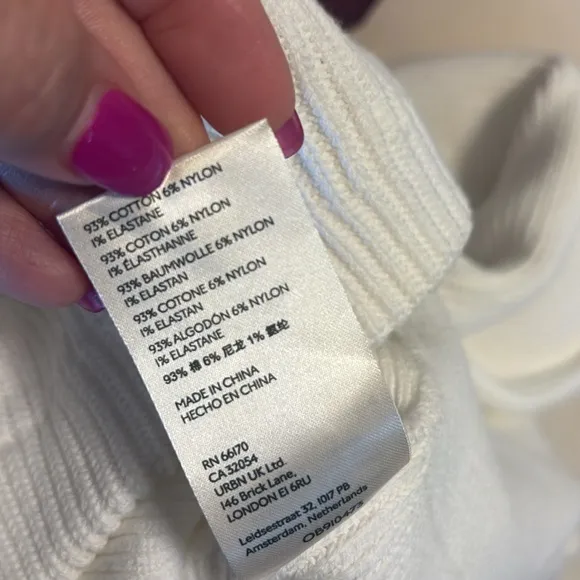 93% COTTON 6% NYLON
1% ELASTANE
93% COTON 6% NYLON
1% ÉLASTHANNE
93% BAUMWOLLE 6% NYLON
1% ELASTAN
93% COTONE 6% NYLON
1% ELASTAN
93% ALGODÓN 6% NYLON
1% ELASTANE
93% 棉 6% 尼龙 1% 氨纶
MADE IN CHINA
HECHO EN CHINA
RN 66170
CA 32054
URBN UK Ltd
146 Brick Lane,
LONDON E1 6RU
Leidsestraat 32, 1017 PB
Amsterdam, Netherlands
OB910473